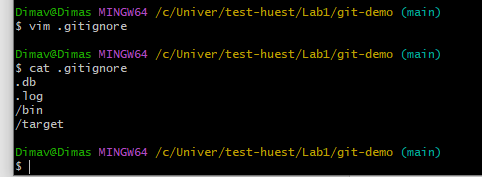 Dimav@Dimas MINGW64 /c/Univer/test-huest/Lab1/git-demo (main)
$ vim .gitignore
Dimav@Dimas MINGW64 /c/Univer/test-huest/Lab1/git-demo (main)
$ cat .gitignore
.db
.log
/bin
/target
Dimav@Dimas MINGW64 /c/Univer/test-huest/Lab1/git-demo (main)
$